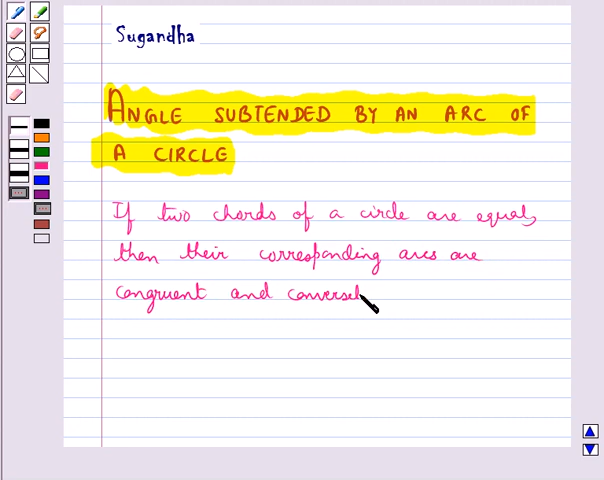 Sugandha
ANGLE SUBTENDED BY AN ARC OF
A CIRCLE
If two chords of a circle are equal,
then their corresponding arcs are
congruent and conversel